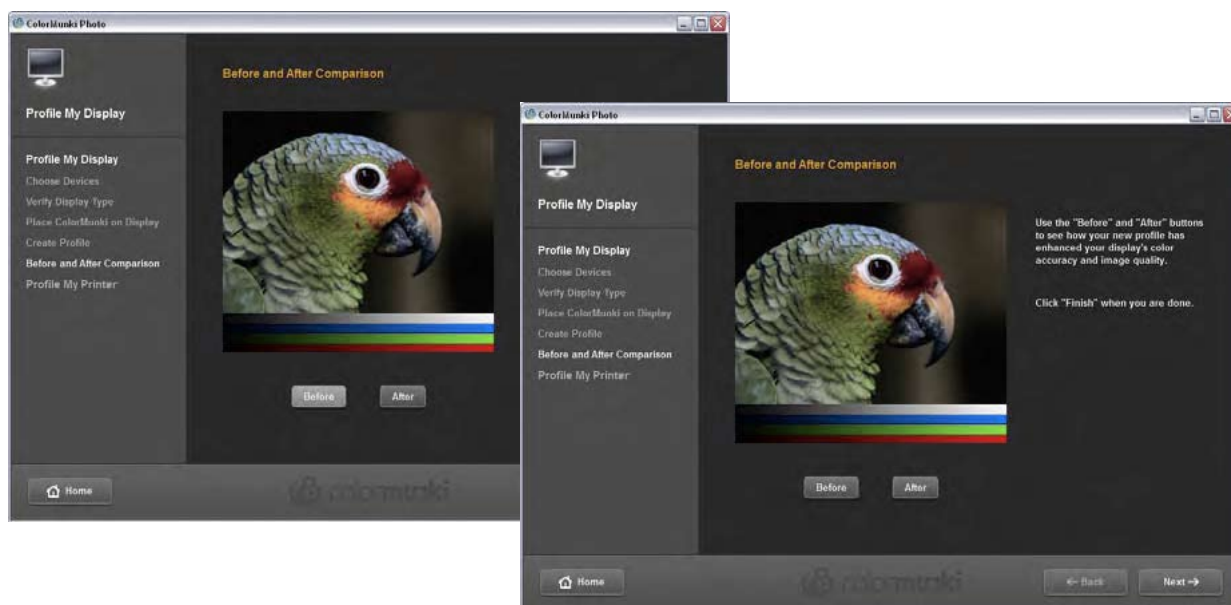 ColorMunki Photo
Before and After Comparison
Profile My Display
Profile My Display
Choose Devices
Verify Display Type
Place ColorMunki on Display
Create Profile
Before and After Comparison
Profile My Printer
Before
After
Home
colormunki
ColorMunki Photo
Before and After Comparison
Profile My Display
Profile My Display
Choose Devices
Verify Display Type
Place ColorMunki on Display
Create Profile
Before and After Comparison
Profile My Printer
Use the "Before" and "After" buttons
to see how your new profile has
enhanced your display's color
accuracy and image quality.
Click "Finish" when you are done.
Before
After
Home
colormunki
← Back
Next →